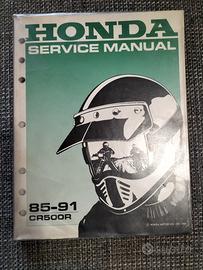 HONDA
SERVICE MANUAL
85-91
CR500R